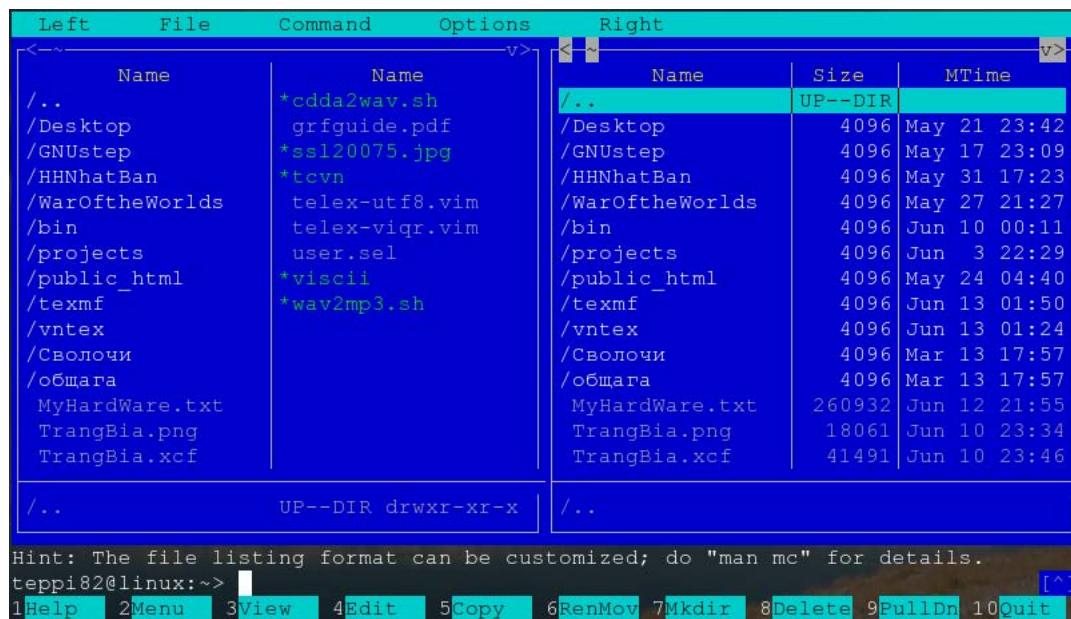 Left File Command Options Right
<—~ v> < ~ v>
Name Name Name Size MTime
/.. *cdda2wav.sh /.. UP--DIR
/Desktop grfguide.pdf /Desktop 4096 May 21 23:42
/GNUstep *ssl20075.jpg /GNUstep 4096 May 17 23:09
/HHNhatBan *tcvn /HHNhatBan 4096 May 31 17:23
/WarOftheWorlds telex-utf8.vim /WarOftheWorlds 4096 May 27 21:27
/bin telex-viqr.vim /bin 4096 Jun 10 00:11
/projects user.sel /projects 4096 Jun 3 22:29
/public_html *viscii /public_html 4096 May 24 04:40
/texmf *wav2mp3.sh /texmf 4096 Jun 13 01:50
/vntex /vntex 4096 Jun 13 01:24
/Сволочи /Сволочи 4096 Mar 13 17:57
/общага /общага 4096 Mar 13 17:57
MyHardWare.txt MyHardWare.txt 260932 Jun 12 21:55
TrangBia.png TrangBia.png 18061 Jun 10 23:34
TrangBia.xcf TrangBia.xcf 41491 Jun 10 23:46
/.. UP--DIR drwxr-xr-x /..
Hint: The file listing format can be customized; do "man mc" for details.
teppi82@linux:~> [^]
1Help 2Menu 3View 4Edit 5Copy 6RenMov 7Mkdir 8Delete 9PullDn 10Quit